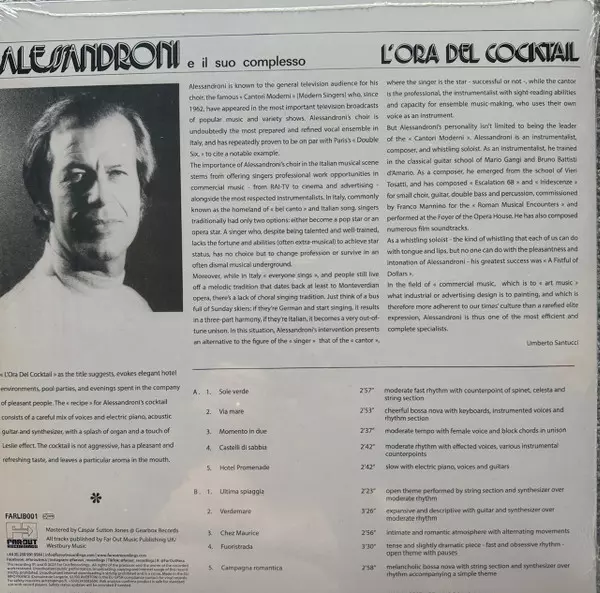 ALESSANDRONI e il suo complesso
L'ORA DEL COCKTAIL
Alessandroni is known to the general television audience for his
choir, the famous « Cantori Moderni » (Modern Singers) who, since
1962, have appeared in the most important television broadcasts
of popular music and variety shows. Alessandroni's choir is
undoubtedly the most prepared and refined vocal ensemble in
Italy, and has repeatedly proven to be on par with Paris's « Double
Six, » to cite a notable example.
The importance of Alessandroni's choir in the Italian musical scene
stems from offering singers professional work opportunities in
commercial music - from RAI-TV to cinema and advertising -
alongside the most respected instrumentalists. In Italy, commonly
known as the homeland of « bel canto » and Italian song, singers
traditionally had only two options: either become a pop star or an
opera star. A singer who, despite being talented and well-trained,
lacks the fortune and abilities (often extra-musical) to achieve star
status, has no choice but to change profession or survive in an
often dismal musical underground.
Moreover, while in Italy « everyone sings », and people still live
off a melodic tradition that dates back at least to Monteverdian
opera, there's a lack of choral singing tradition. Just think of a bus
full of Sunday skiers: if they're German and start singing, it results
in a three-part harmony, if they're Italian, it becomes a very out-of-
tune unison. In this situation, Alessandroni's intervention presents
an alternative to the figure of the « singer » that of the « cantor »,
where the singer is the star - successful or not -, while the cantor
is the professional, the instrumentalist with sight-reading abilities
and capacity for ensemble music-making, who uses their own
voice as an instrument.
But Alessandroni's personality isn't limited to being the leader
of the « Cantori Moderni ». Alessandroni is an instrumentalist,
composer, and whistling soloist. As an instrumentalist, he trained
in the classical guitar school of Mario Gangi and Bruno Battisti
d'Amario. As a composer, he emerged from the school of Vieri
Tosatti, and has composed « Escalation 68 » and « Iridescense »
for small choir, guitar, double bass and percussion, commissioned
by Franco Mannino for the « Roman Musical Encounters » and
performed at the Foyer of the Opera House. He has also composed
numerous film soundtracks.
As a whistling soloist - the kind of whistling that each of us can do
with tongue and lips, but no one can do with the pleasantness and
intonation of Alessandroni - his greatest success was « A Fistful of
Dollars ».
In the field of « commercial music, which is to « art music »
what industrial or advertising design is to painting, and which is
therefore more adherent to our times' culture than a rarefied elite
expression, Alessandroni is thus one of the most efficient and
complete specialists.
Umberto Santucci
« L'Ora Del Cocktail » as the title suggests, evokes elegant hotel
environments, pool parties, and evenings spent in the company
of pleasant people. The « recipe » for Alessandroni's cocktail
consists of a careful mix of voices and electric piano, acoustic
guitar and synthesizer, with a splash of organ and a touch of
Leslie effect. The cocktail is not aggressive, has a pleasant and
refreshing taste, and leaves a particular aroma in the mouth.
A. 1. Sole verde 2'57" moderate fast rhythm with counterpoint of spinet, celesta and
string section
2. Via mare 2'53" cheerful bossa nova with keyboards, instrumented voices and
rhythm section
3. Momento in due 2'37" moderate tempo with female voice and block chords in unison
4. Castelli di sabbia 2'42" moderate rhythm with effected voices, various instrumental
counterpoints
5. Hotel Promenade 2'42" slow with electric piano, voices and guitars
B. 1. Ultima spiaggia 2'23" open theme performed by string section and synthesizer over
moderate rhythm
2. Verdemare 3'26" expansive and descriptive with guitar and synthesizer over
moderate rhythm
3. Chez Maurice 2'56" intimate and romantic atmosphere with alternating movements
4. Fuoristrada 3'30" tense and slightly dramatic piece - fast and obsessive rhythm -
open theme with pauses
5. Campagna romantica 2'58" melancholic bossa nova with string section and synthesizer over
rhythm accompanying a simple theme
FARLIB001
FAR OUT
RECORDINGS
Mastered by Caspar Sutton Jones @ Gearbox Records
All tracks published by Far Out Music Publishing UK/
Westbury Music